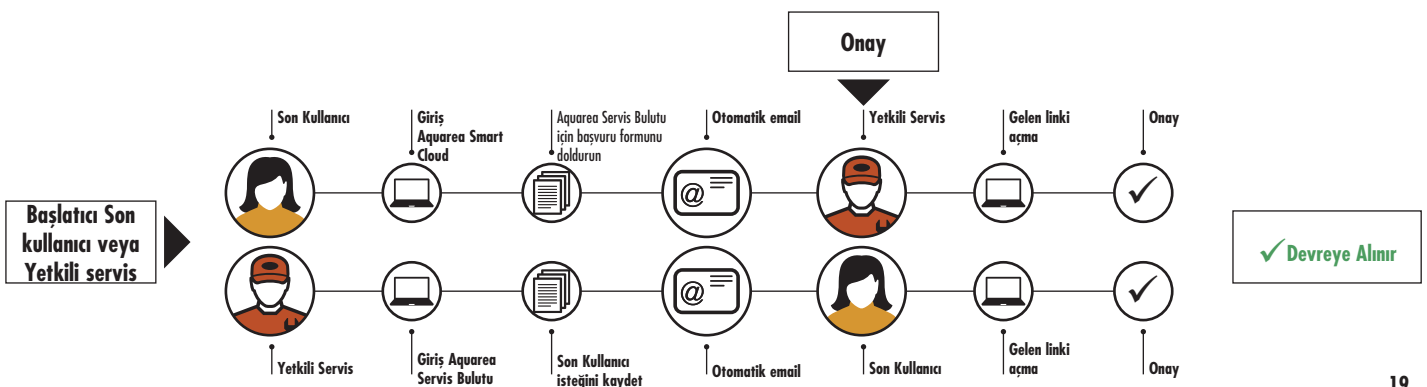 Onay
Son Kullanıcı
Giriş
Aquarea Smart
Cloud
Aquarea Servis Bulutu
için başvuru formunu
doldurun
Otomatik email
Yetkili Servis
Gelen linki
açma
Onay
Başlatıcı Son
kullanıcı veya
Yetkili servis
@
@
✓ Devreye Alınır
Yetkili Servis
Giriş Aquarea
Servis Bulutu
Son Kullanıcı
isteğini kaydet
Otomatik email
Son Kullanıcı
Gelen linki
açma
Onay
19